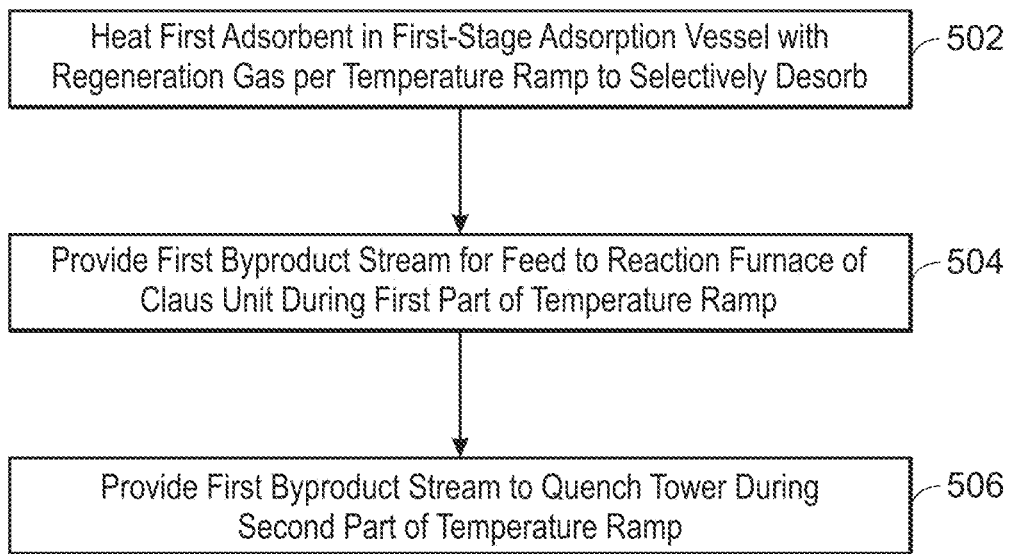 Heat First Adsorbent in First-Stage Adsorption Vessel with
Regeneration Gas per Temperature Ramp to Selectively Desorb
502
Provide First Byproduct Stream for Feed to Reaction Furnace of
Claus Unit During First Part of Temperature Ramp
504
Provide First Byproduct Stream to Quench Tower During
Second Part of Temperature Ramp
506